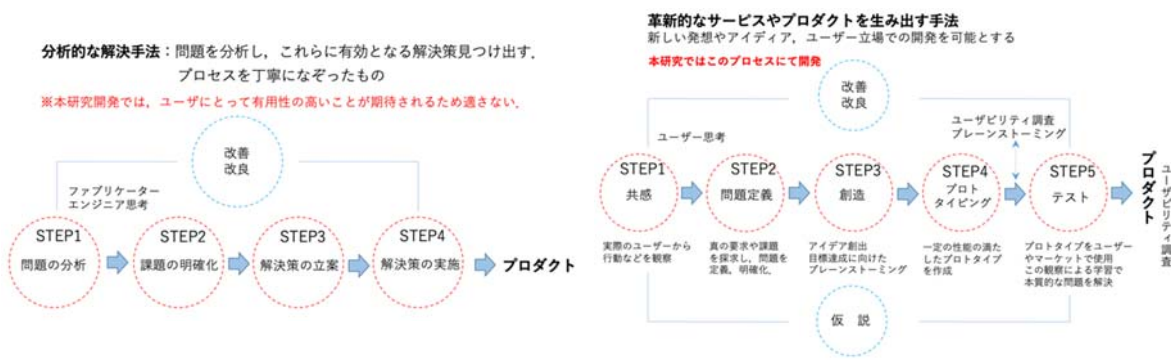 分析的な解決手法：問題を分析し，これらに有効となる解決策見つけ出す．
プロセスを丁寧になぞったもの
※本研究開発では，ユーザにとって有用性の高いことが期待されるため適さない．
改善
改良
ファブリケーター
エンジニア思考
STEP1
問題の分析
STEP2
課題の明確化
STEP3
解決策の立案
STEP4
解決策の実施
プロダクト
革新的なサービスやプロダクトを生み出す手法
新しい発想やアイディア，ユーザー立場での開発を可能とする
本研究ではこのプロセスにて開発
改善
改良
ユーザー思考
ユーザビリティ調査
ブレーンストーミング
STEP1
共感
STEP2
問題定義
STEP3
創造
STEP4
プロト
タイピング
STEP5
テスト
プロダクト
ユーザビリティ調査
実際のユーザーから
行動などを観察
真の要求や課題
を探求し，問題を
定義，明確化．
アイデア創出
目標達成に向けた
ブレーンストーミング
一定の性能の満た
したプロトタイプ
を作成
プロトタイプをユーザー
やマーケットで使用
この観察による学習で
本質的な問題を解決
仮　説